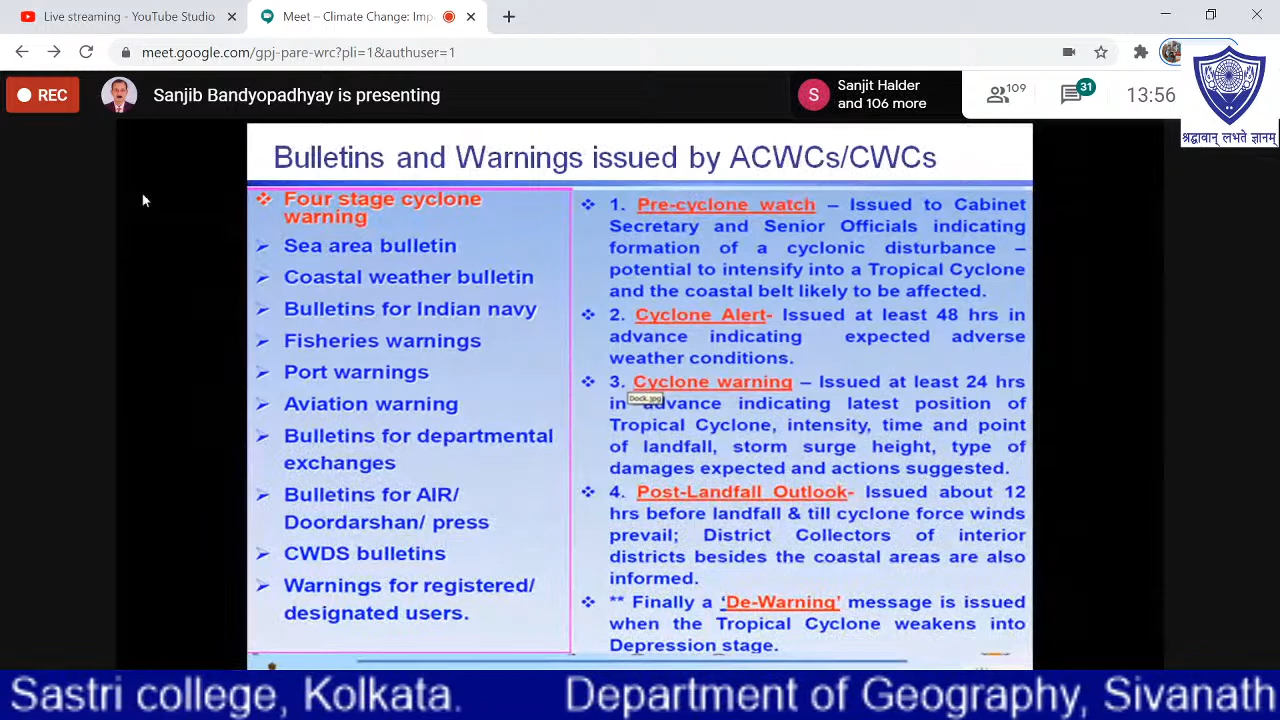 Live streaming - YouTube Studio
Meet – Climate Change: Imp
meet.google.com/gpj-pare-wrc?pli=1&authuser=1
REC
Sanjib Bandyopadhyay is presenting
S
Sanjit Halder
and 106 more
109
31
13:56
श्रद्धावान् लभते ज्ञानम्
Bulletins and Warnings issued by ACWCs/CWCs
Four stage cyclone
warning
Sea area bulletin
Coastal weather bulletin
Bulletins for Indian navy
Fisheries warnings
Port warnings
Aviation warning
Bulletins for departmental
exchanges
Bulletins for AIR/
Doordarshan/ press
CWDS bulletins
Warnings for registered/
designated users.
1. Pre-cyclone watch – Issued to Cabinet
Secretary and Senior Officials indicating
formation of a cyclonic disturbance –
potential to intensify into a Tropical Cyclone
and the coastal belt likely to be affected.
2. Cyclone Alert- Issued at least 48 hrs in
advance indicating expected adverse
weather conditions.
3. Cyclone warning – Issued at least 24 hrs
Dock.jpg
in advance indicating latest position of
Tropical Cyclone, intensity, time and point
of landfall, storm surge height, type of
damages expected and actions suggested.
4. Post-Landfall Outlook- Issued about 12
hrs before landfall & till cyclone force winds
prevail; District Collectors of interior
districts besides the coastal areas are also
informed.
** Finally a ‘De-Warning’ message is issued
when the Tropical Cyclone weakens into
Depression stage.
Sastri college, Kolkata. Department of Geography, Sivanath